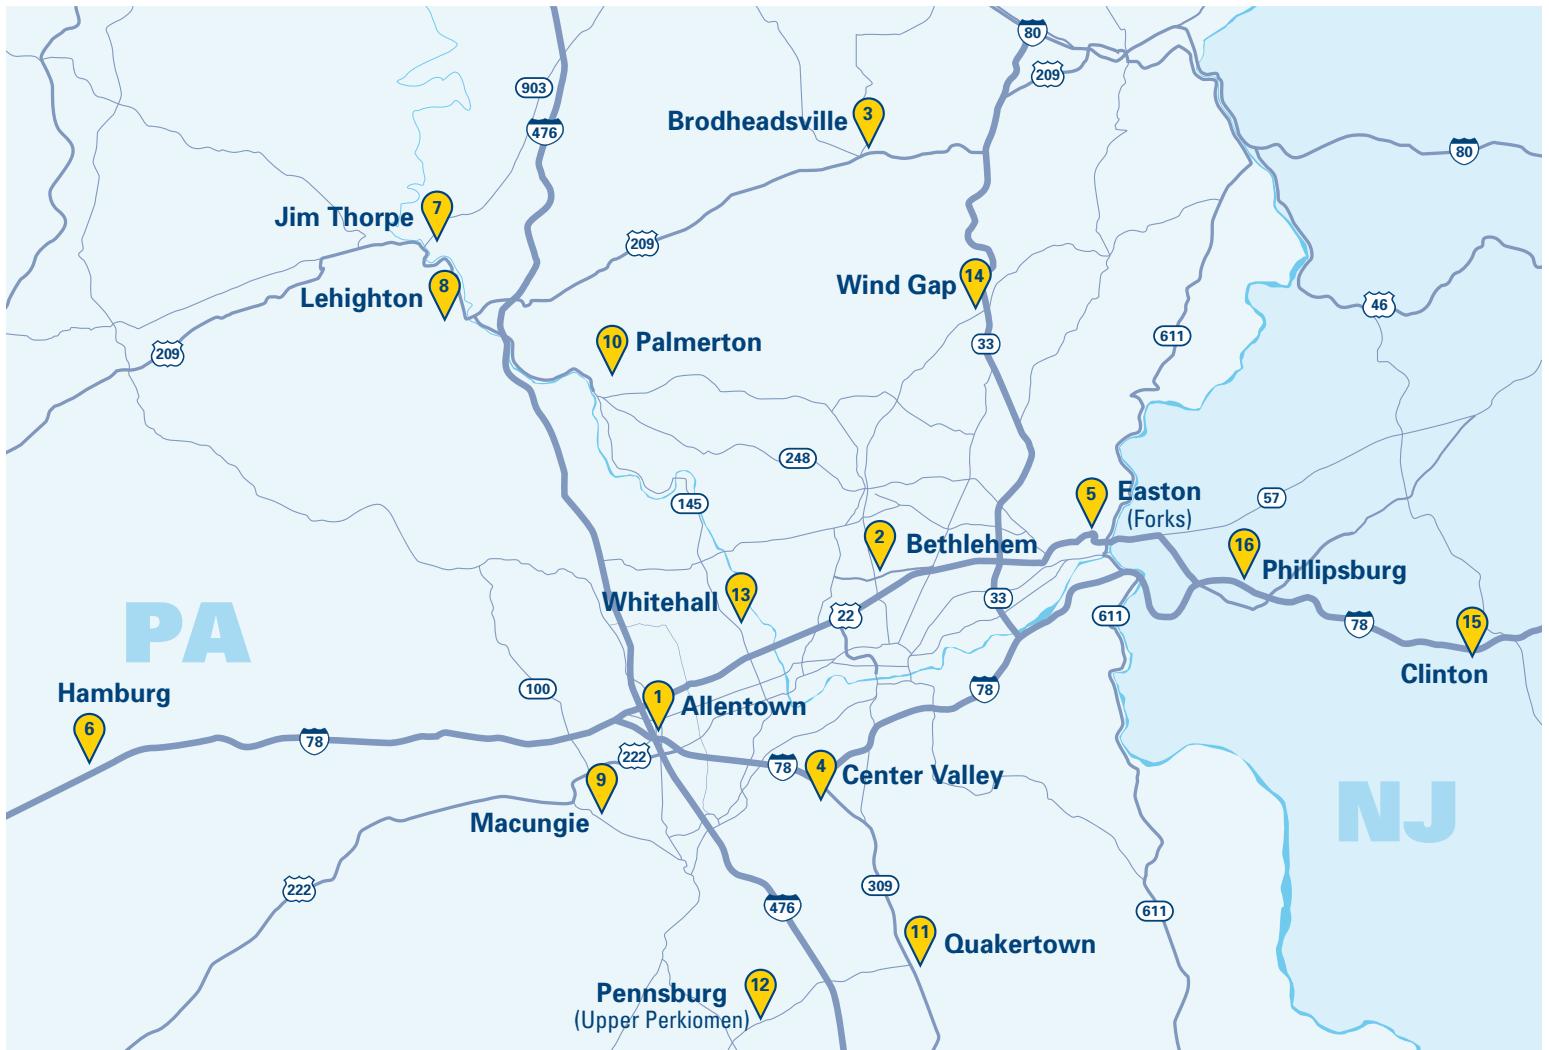 80
209
903
3
Brodheadsville
476
80
7
Jim Thorpe
209
14
Wind Gap
8
Lehighton
46
10
Palmerton
33
611
209
248
5
Easton
(Forks)
57
145
2
Bethlehem
16
Phillipsburg
13
Whitehall
33
22
611
78
15
Clinton
PA
Hamburg
6
100
1
Allentown
78
78
222
78
4
Center Valley
9
Macungie
NJ
222
309
476
611
11
Quakertown
12
Pennsburg
(Upper Perkiomen)